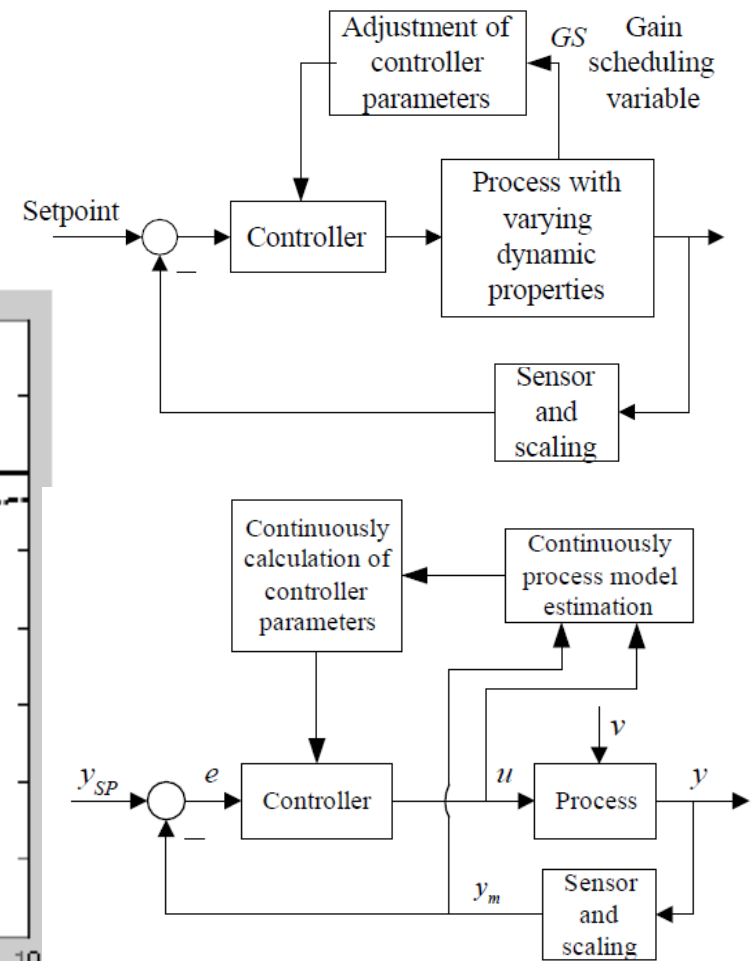 Adjustment of
controller
parameters
GS
Gain
scheduling
variable
Setpoint
Controller
Process with
varying
dynamic
properties
Sensor
and
scaling
Continuously
calculation of
controller
parameters
Continuously
process model
estimation
v
y_SP
e
Controller
u
Process
y
y_m
Sensor
and
scaling
10